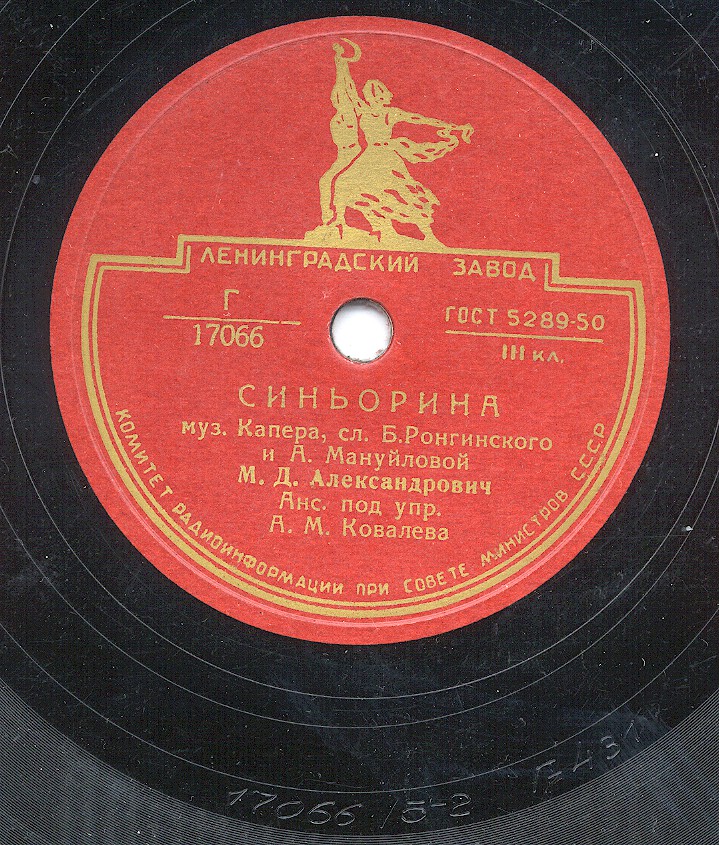 ЛЕНИНГРАДСКИЙ ЗАВОД
Г
17066
ГОСТ 5289-50
III кл.
СИНЬОРИНА
муз. Капера, сл. Б.Ронгинского
и А. Мануйловой
М. Д. Александрович
Анс. под упр.
А. М. Ковалева
КОМИТЕТ РАДИОИНФОРМАЦИИ ПРИ СОВЕТЕ МИНИСТРОВ СССР
17066 /5-2